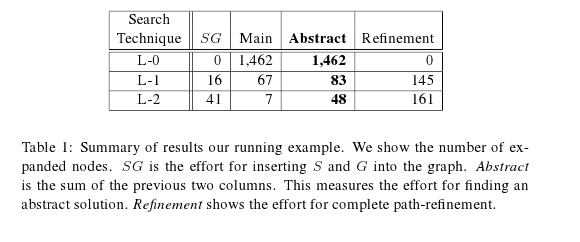 Search
Technique SG Main Abstract Refinement
L-0 0 1,462 1,462 0
L-1 16 67 83 145
L-2 41 7 48 161
Table 1: Summary of results our running example. We show the number of ex-
panded nodes. SG is the effort for inserting S and G into the graph. Abstract
is the sum of the previous two columns. This measures the effort for finding an
abstract solution. Refinement shows the effort for complete path-refinement.